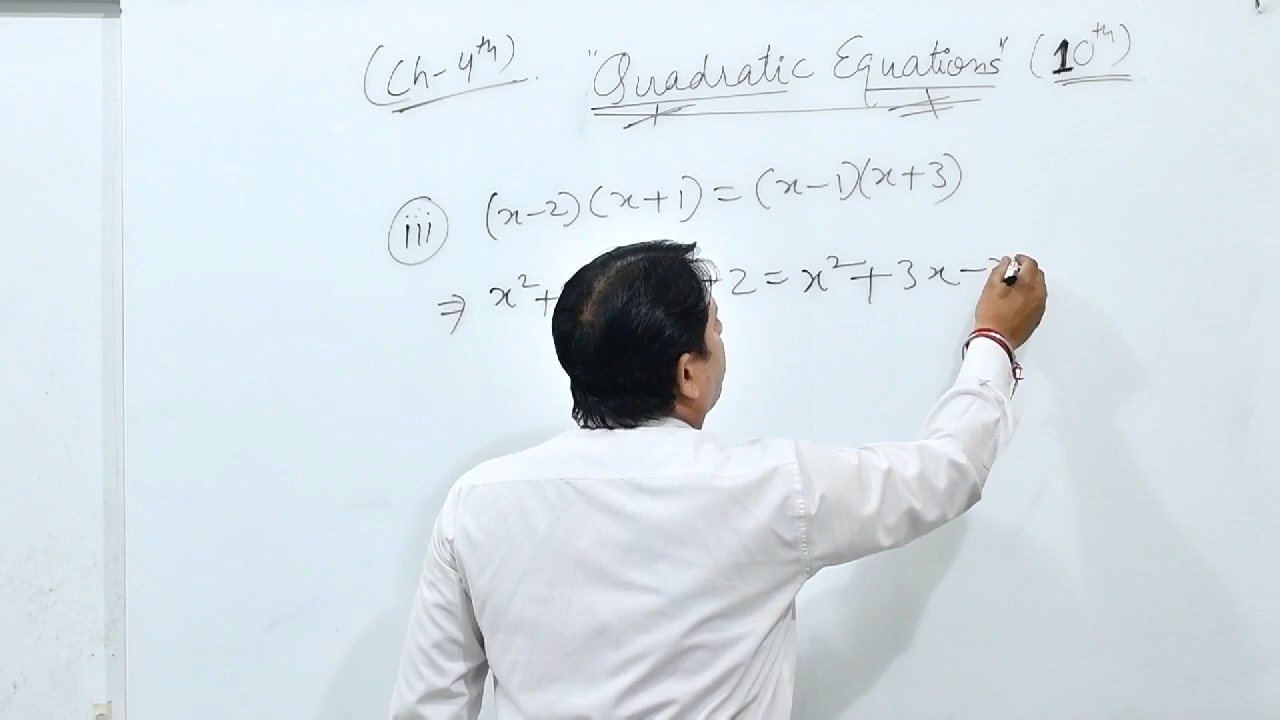 (Ch-4th) "Quadratic Equations" (10th)
(iii) (x-2)(x+1) = (x-1)(x+3)
⇒ x²+ +2 = x²+3x-